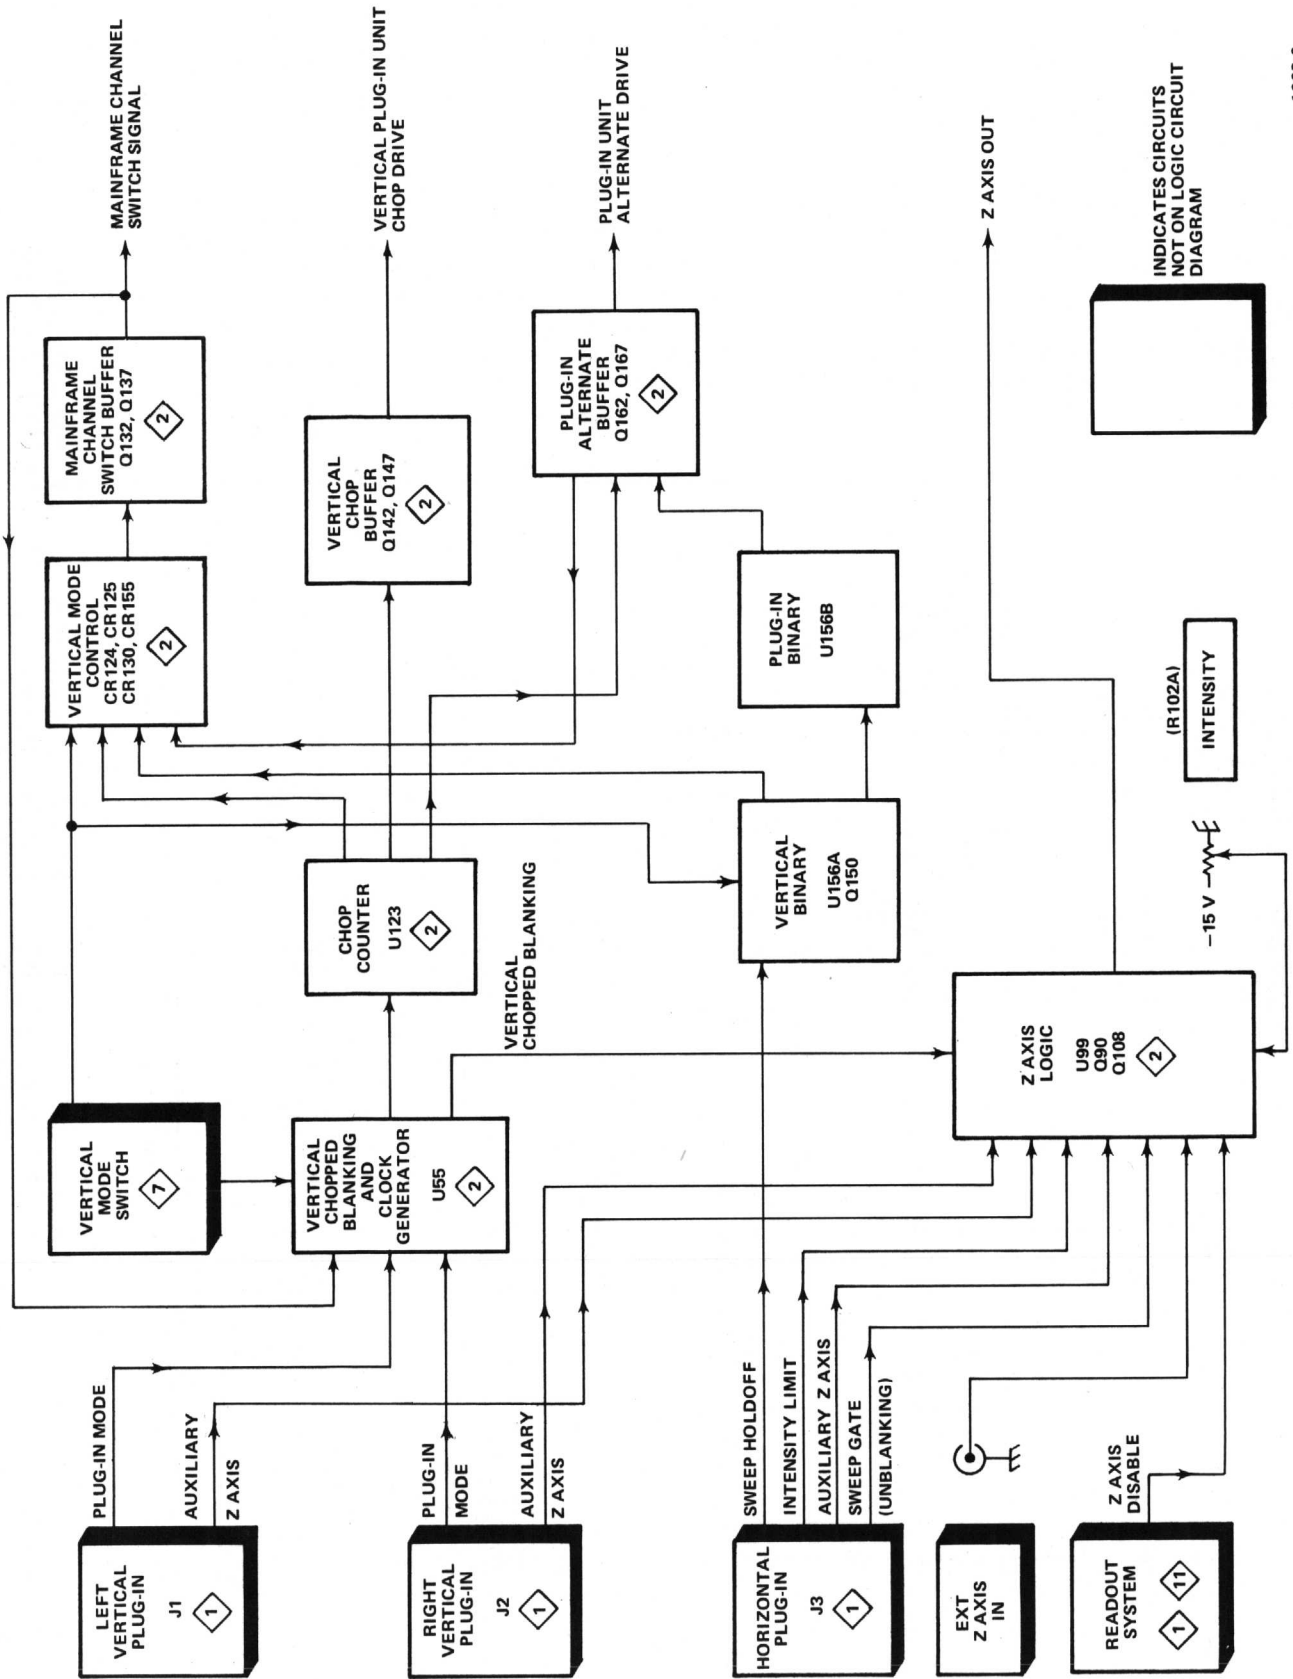 LEFT
VERTICAL
PLUG-IN
J1
1
PLUG-IN MODE
AUXILIARY
Z AXIS
RIGHT
VERTICAL
PLUG-IN
J2
1
PLUG-IN
MODE
AUXILIARY
Z AXIS
HORIZONTAL
PLUG-IN
J3
1
SWEEP HOLDOFF
INTENSITY LIMIT
AUXILIARY Z AXIS
SWEEP GATE
(UNBLANKING)
EXT
Z AXIS
IN
READOUT
SYSTEM
1
11
Z AXIS
DISABLE
VERTICAL
MODE
SWITCH
7
VERTICAL
CHOPPED
BLANKING
AND
CLOCK
GENERATOR
U55
2
VERTICAL
CHOPPED BLANKING
CHOP
COUNTER
U123
2
VERTICAL
BINARY
U156A
Q150
Z AXIS
LOGIC
U99
Q90
Q108
2
−15 V
(R102A)
INTENSITY
VERTICAL MODE
CONTROL
CR124, CR125
CR130, CR155
2
MAINFRAME
CHANNEL
SWITCH BUFFER
Q132, Q137
2
MAINFRAME CHANNEL
SWITCH SIGNAL
VERTICAL
CHOP
BUFFER
Q142, Q147
2
VERTICAL PLUG-IN UNIT
CHOP DRIVE
PLUG-IN
BINARY
U156B
PLUG-IN
ALTERNATE
BUFFER
Q162, Q167
2
PLUG-IN UNIT
ALTERNATE DRIVE
Z AXIS OUT
INDICATES CIRCUITS
NOT ON LOGIC CIRCUIT
DIAGRAM